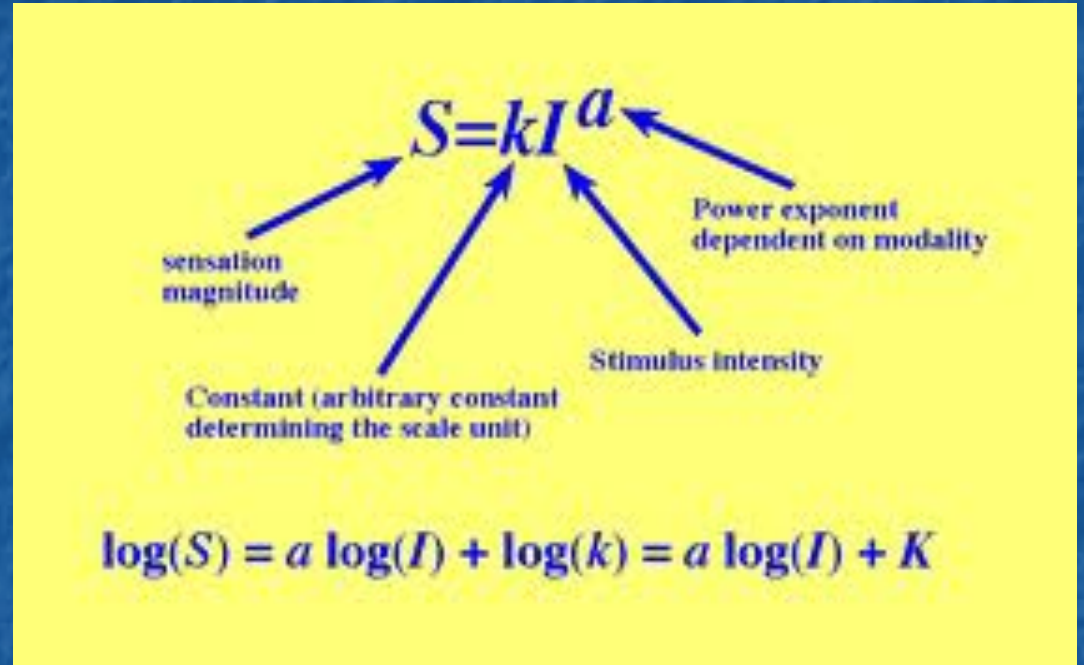 S=kI^a
Power exponent
dependent on modality
sensation
magnitude
Stimulus intensity
Constant (arbitrary constant
determining the scale unit)
log(S) = a log(I) + log(k) = a log(I) + K